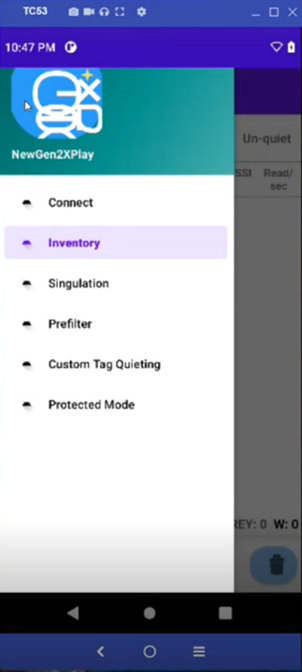 TC53
10:47 PM
Un-quiet
SSI Read/
sec
NewGen2XPlay
Connect
Inventory
Singulation
Prefilter
Custom Tag Quieting
Protected Mode
REY: 0 W: 0